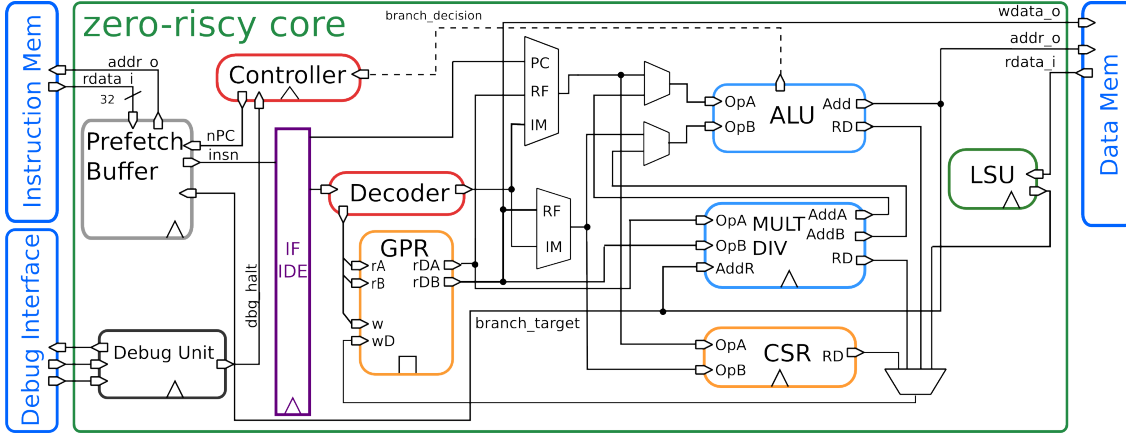 zero-riscy core
branch_decision
wdata_o
addr_o
rdata_i
Instruction Mem
addr_o
rdata_i
32
Controller
Prefetch
Buffer
nPC
insn
PC
RF
IM
OpA
OpB
ALU
Add
RD
Data Mem
LSU
Decoder
RF
IM
GPR
rA
rB
w
wD
rDA
rDB
IF
IDE
OpA
OpB
AddR
MULT
DIV
AddA
AddB
RD
Debug Interface
Debug Unit
dbg_halt
branch_target
OpA
OpB
CSR
RD